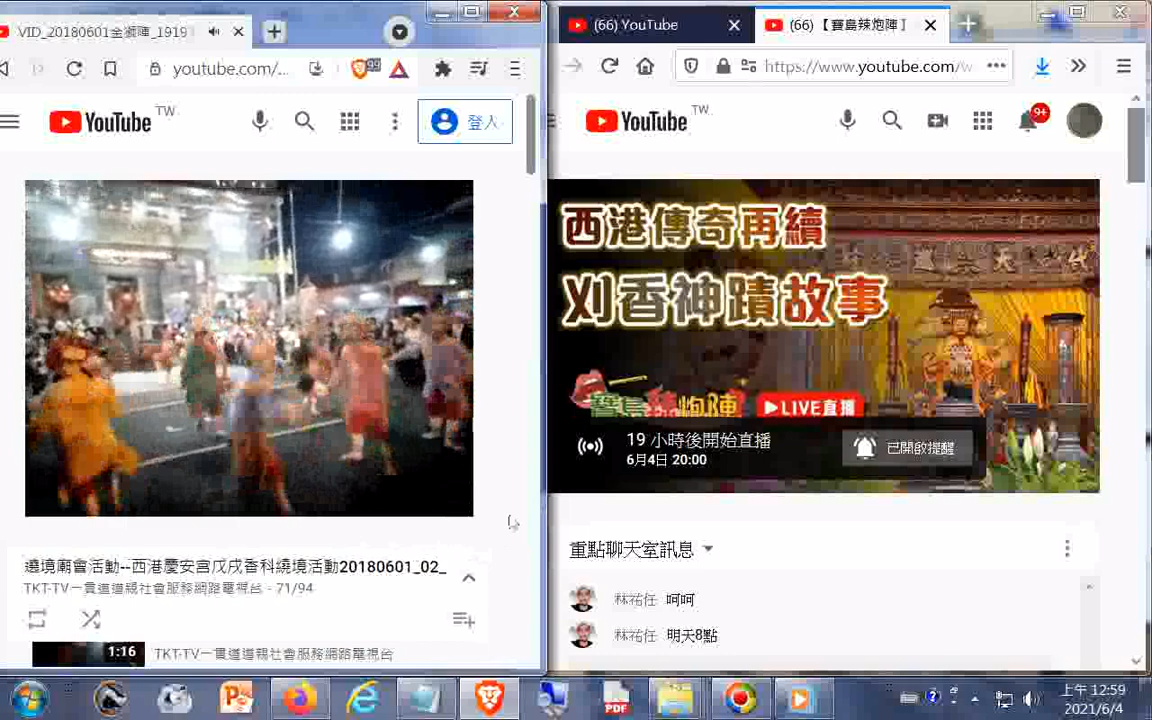 VID_20180601金獅陣_1919
youtube.com/...
99
YouTube TW
登入
遶境廟會活動--西港慶安宮戊戌香科繞境活動20180601_02_
TKT-TV一貫道道親社會服務網路電視台 - 71/94
1:16
TKT-TV一貫道道親社會服務網路電視台
(66) YouTube
(66) 【寶島辣炮陣】
https://www.youtube.com/w
YouTube TW
9+
西港傳奇再續
刈香神蹟故事
寶島辣炮陣
LIVE直播
19 小時後開始直播
6月4日 20:00
已開啟提醒
重點聊天室訊息
林祐任 呵呵
林祐任 明天8點
PDF
上午 12:59
2021/6/4